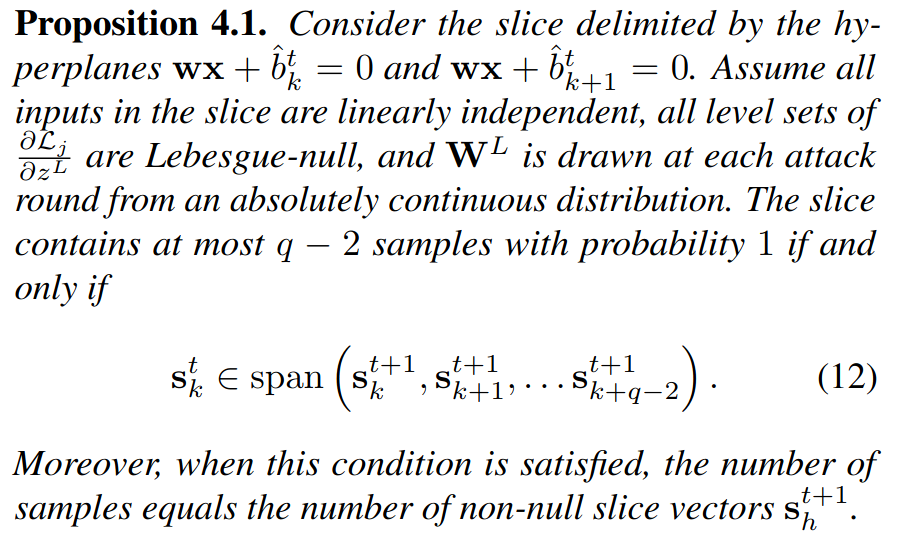 Proposition 4.1. Consider the slice delimited by the hy-
perplanes $\mathbf{wx} + \hat{b}_k^t = 0$ and $\mathbf{wx} + \hat{b}_{k+1}^t = 0$. Assume all
inputs in the slice are linearly independent, all level sets of
$\frac{\partial \mathcal{L}_j}{\partial z^L}$ are Lebesgue-null, and $\mathbf{W}^L$ is drawn at each attack
round from an absolutely continuous distribution. The slice
contains at most $q - 2$ samples with probability 1 if and
only if
$\mathbf{s}_k^t \in \text{span}\left(\mathbf{s}_k^{t+1}, \mathbf{s}_{k+1}^{t+1}, \ldots \mathbf{s}_{k+q-2}^{t+1}\right).$ (12)
Moreover, when this condition is satisfied, the number of
samples equals the number of non-null slice vectors $\mathbf{s}_h^{t+1}$.